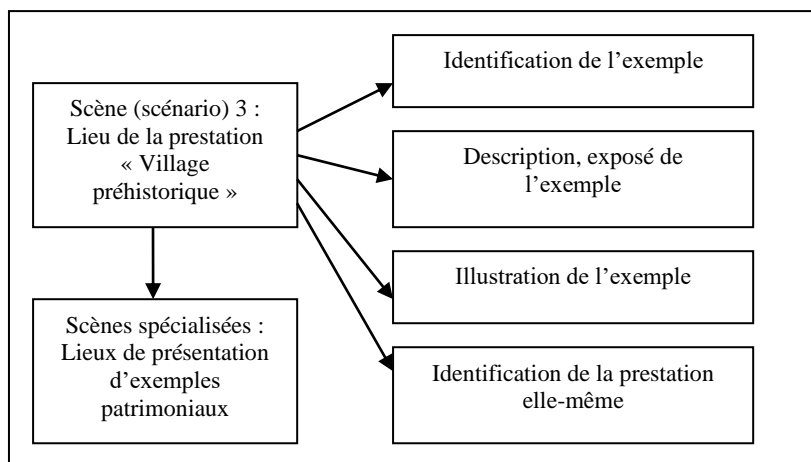 Scène (scénario) 3 :
Lieu de la prestation
« Village
préhistorique »
Scènes spécialisées :
Lieux de présentation
d’exemples
patrimoniaux
Identification de l’exemple
Description, exposé de
l’exemple
Illustration de l’exemple
Identification de la prestation
elle-même